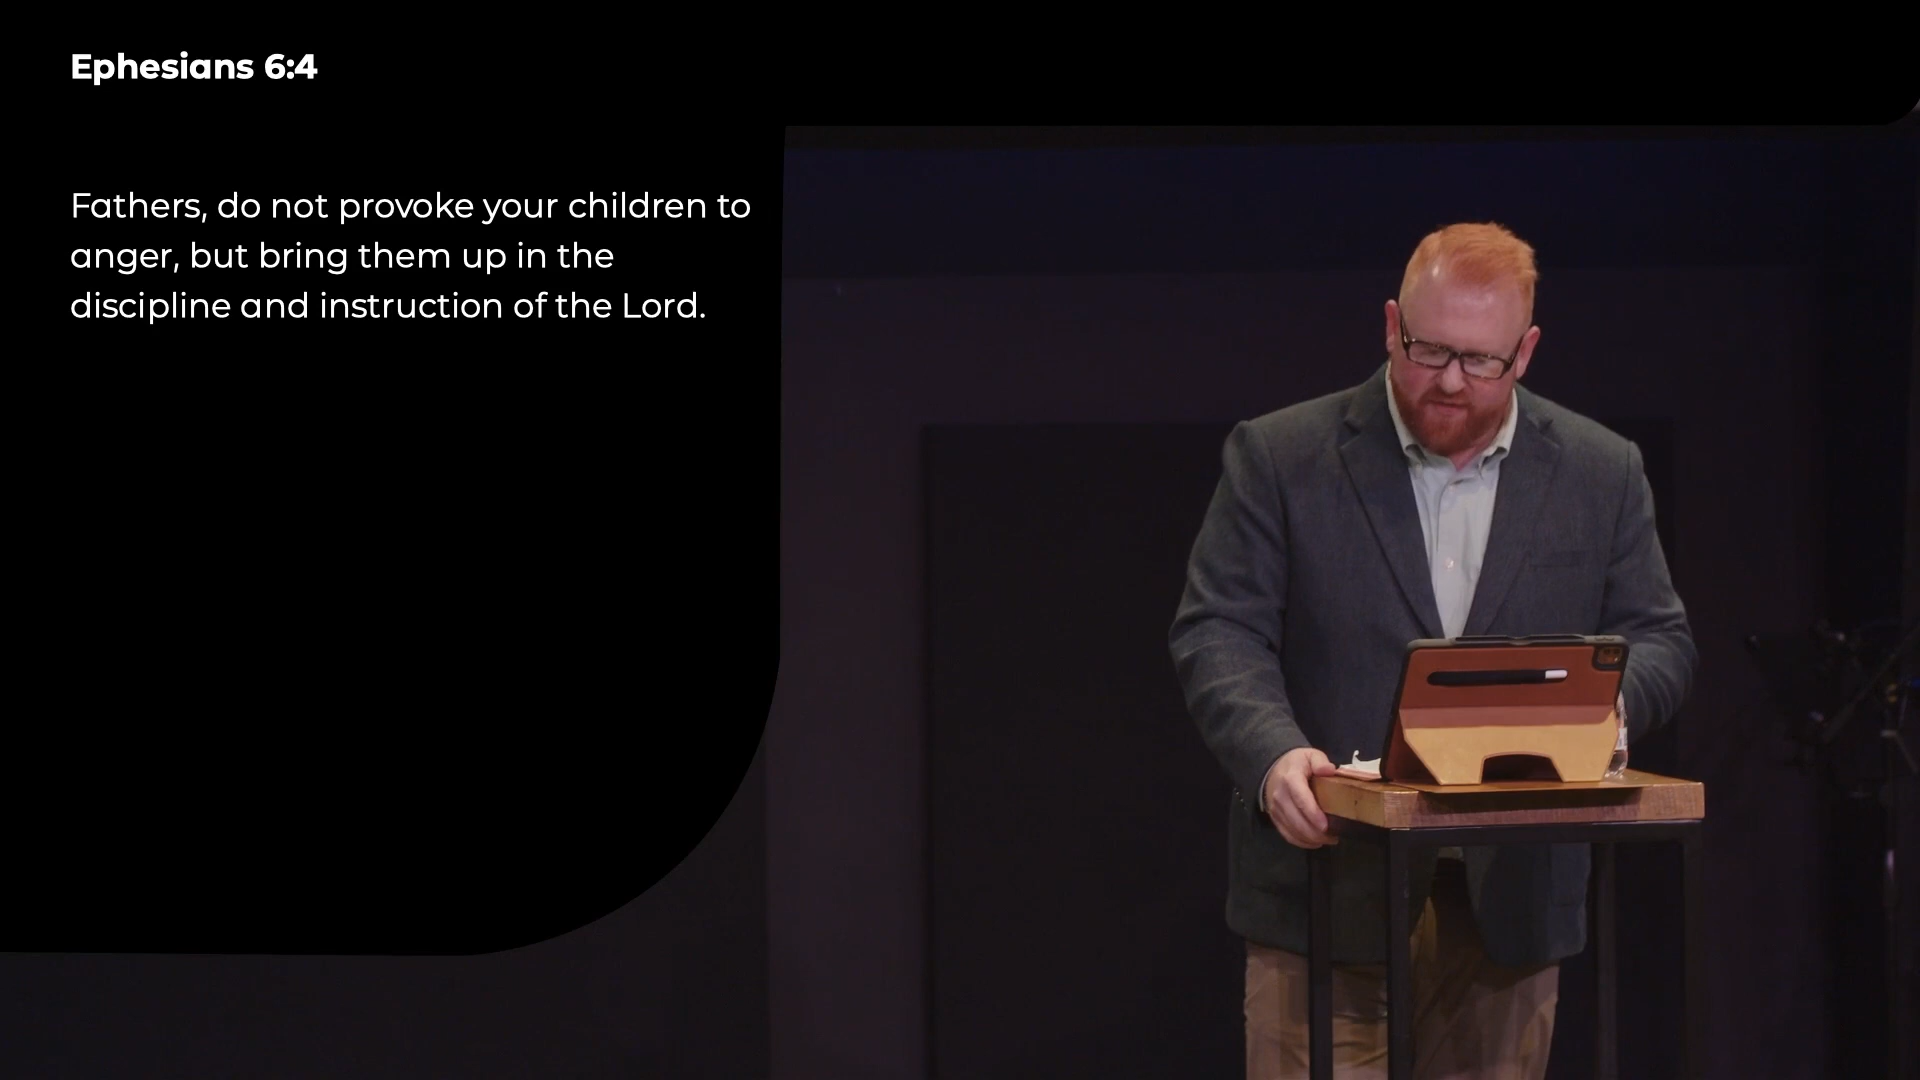 Ephesians 6:4
Fathers, do not provoke your children to
anger, but bring them up in the
discipline and instruction of the Lord.